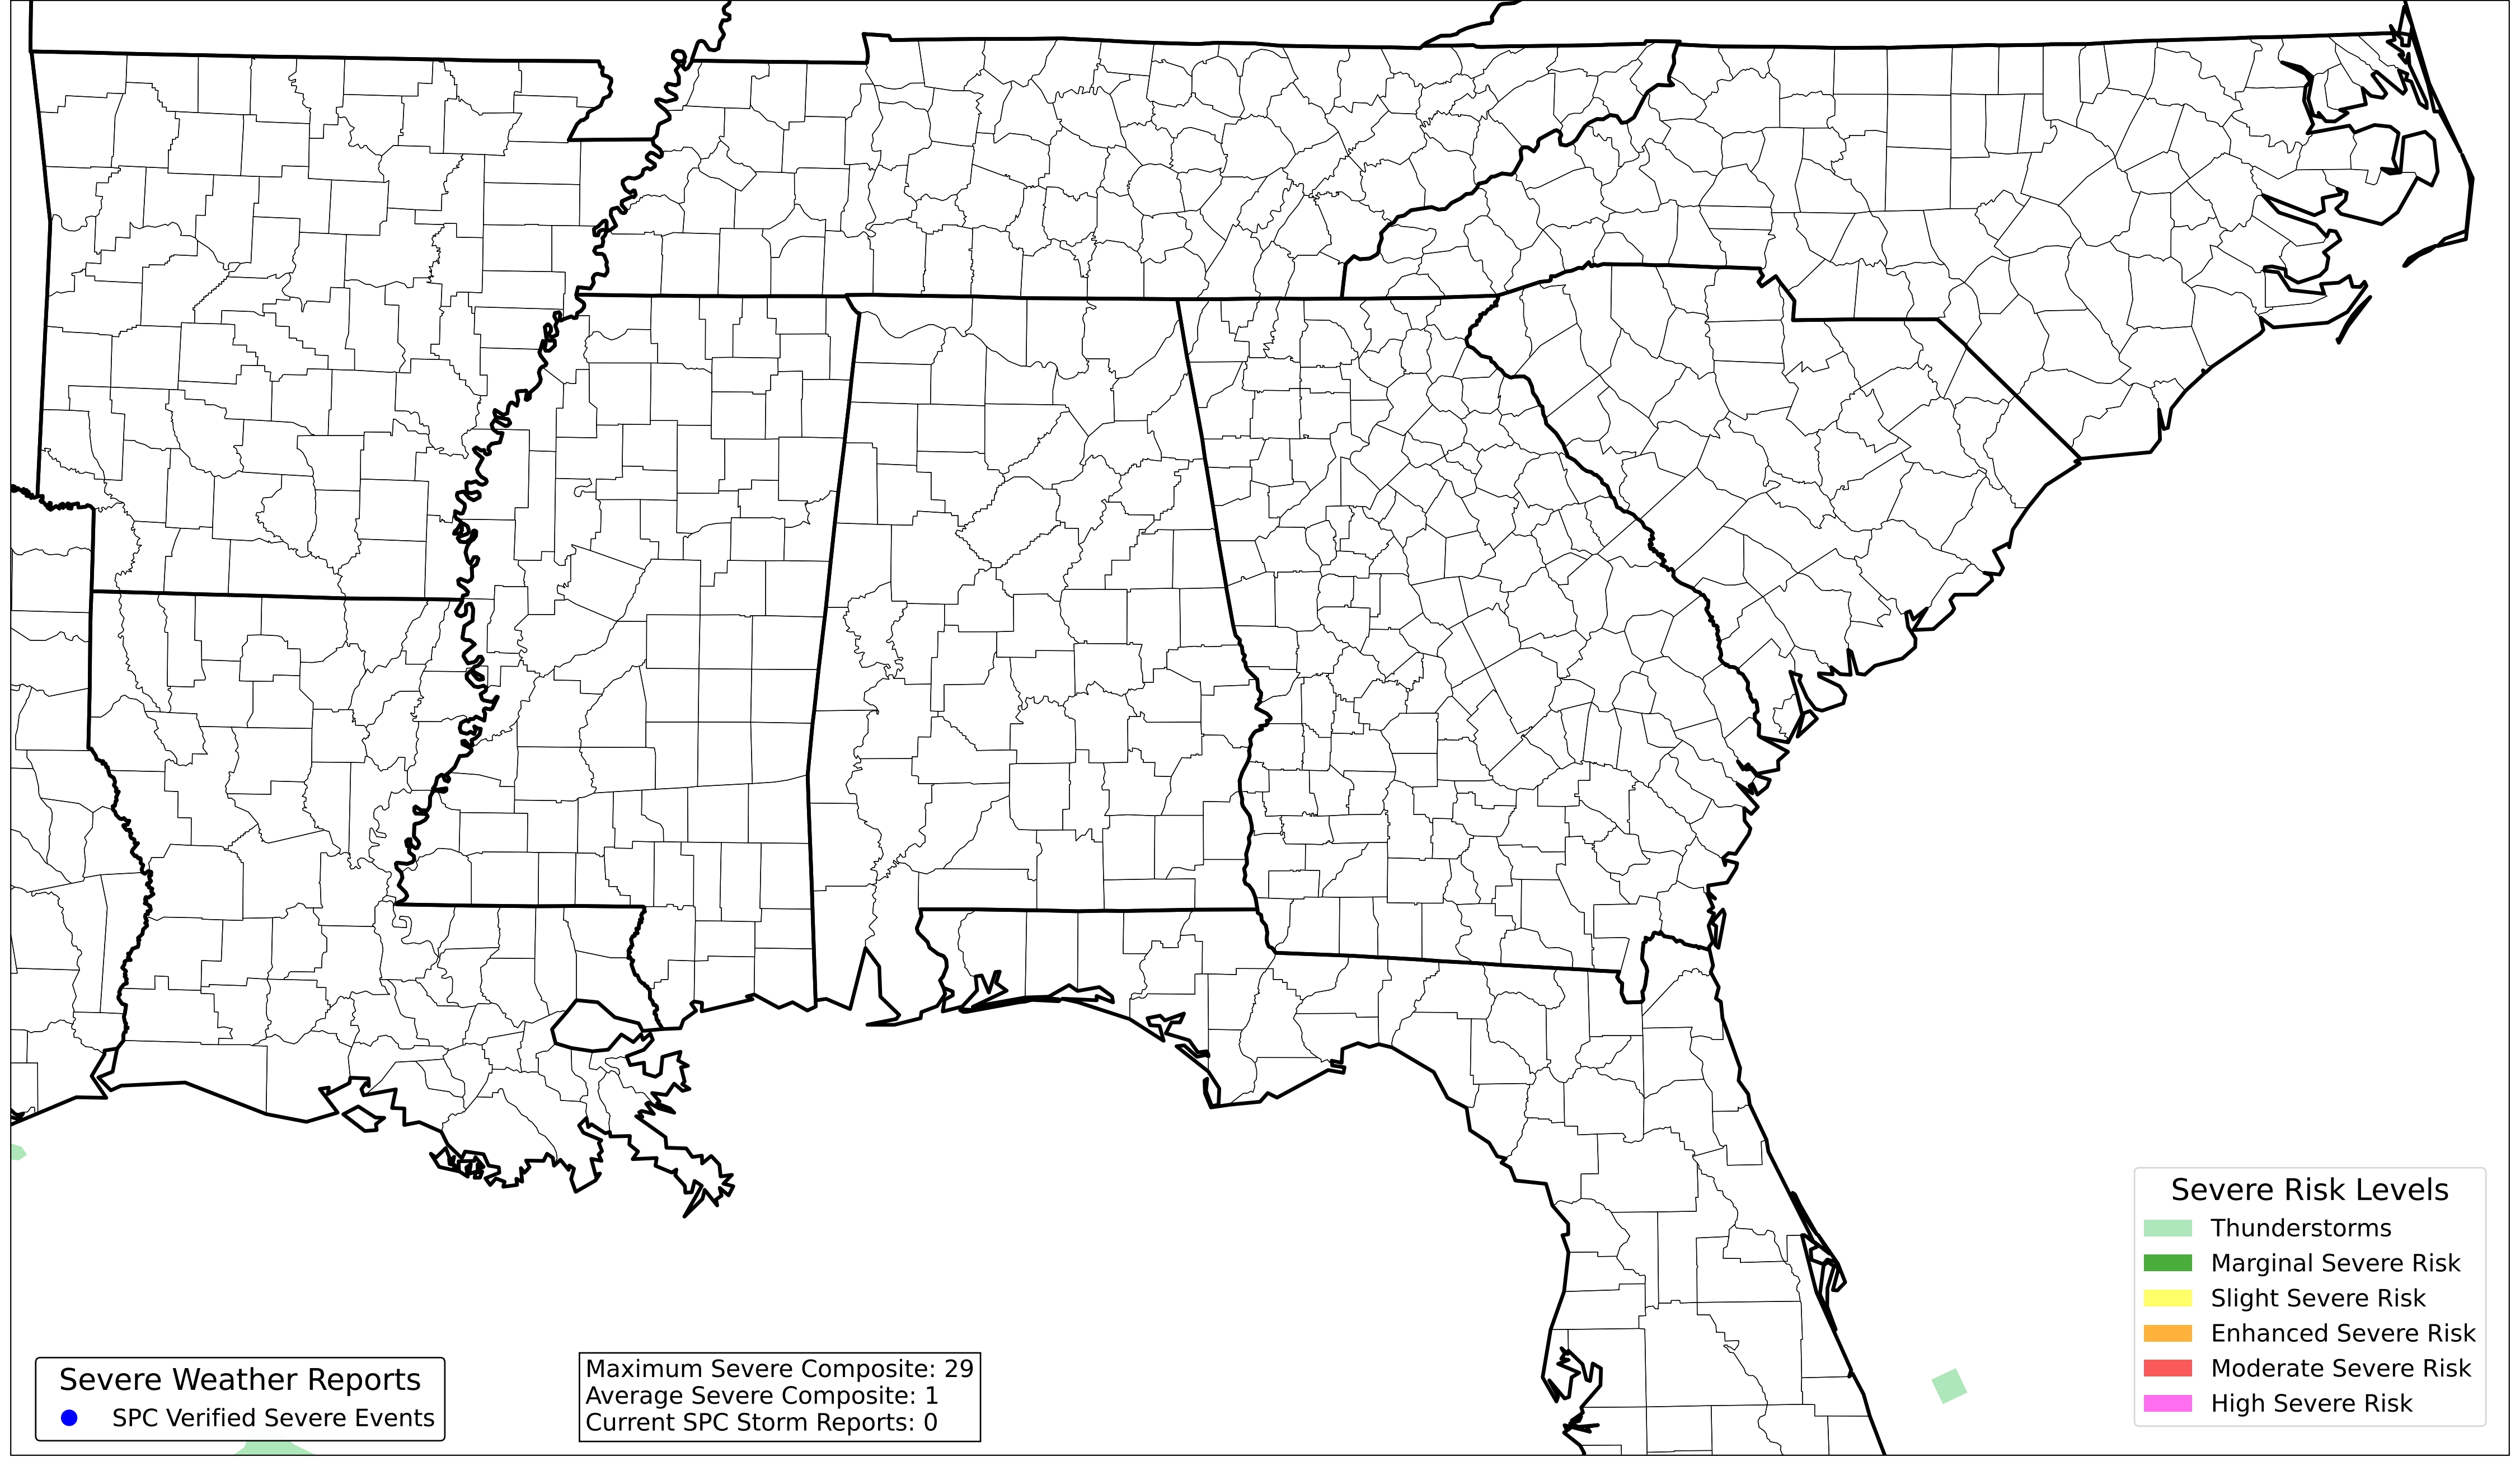 Severe Risk Levels
Thunderstorms
Marginal Severe Risk
Slight Severe Risk
Enhanced Severe Risk
Moderate Severe Risk
High Severe Risk
Severe Weather Reports
SPC Verified Severe Events
Maximum Severe Composite: 29
Average Severe Composite: 1
Current SPC Storm Reports: 0